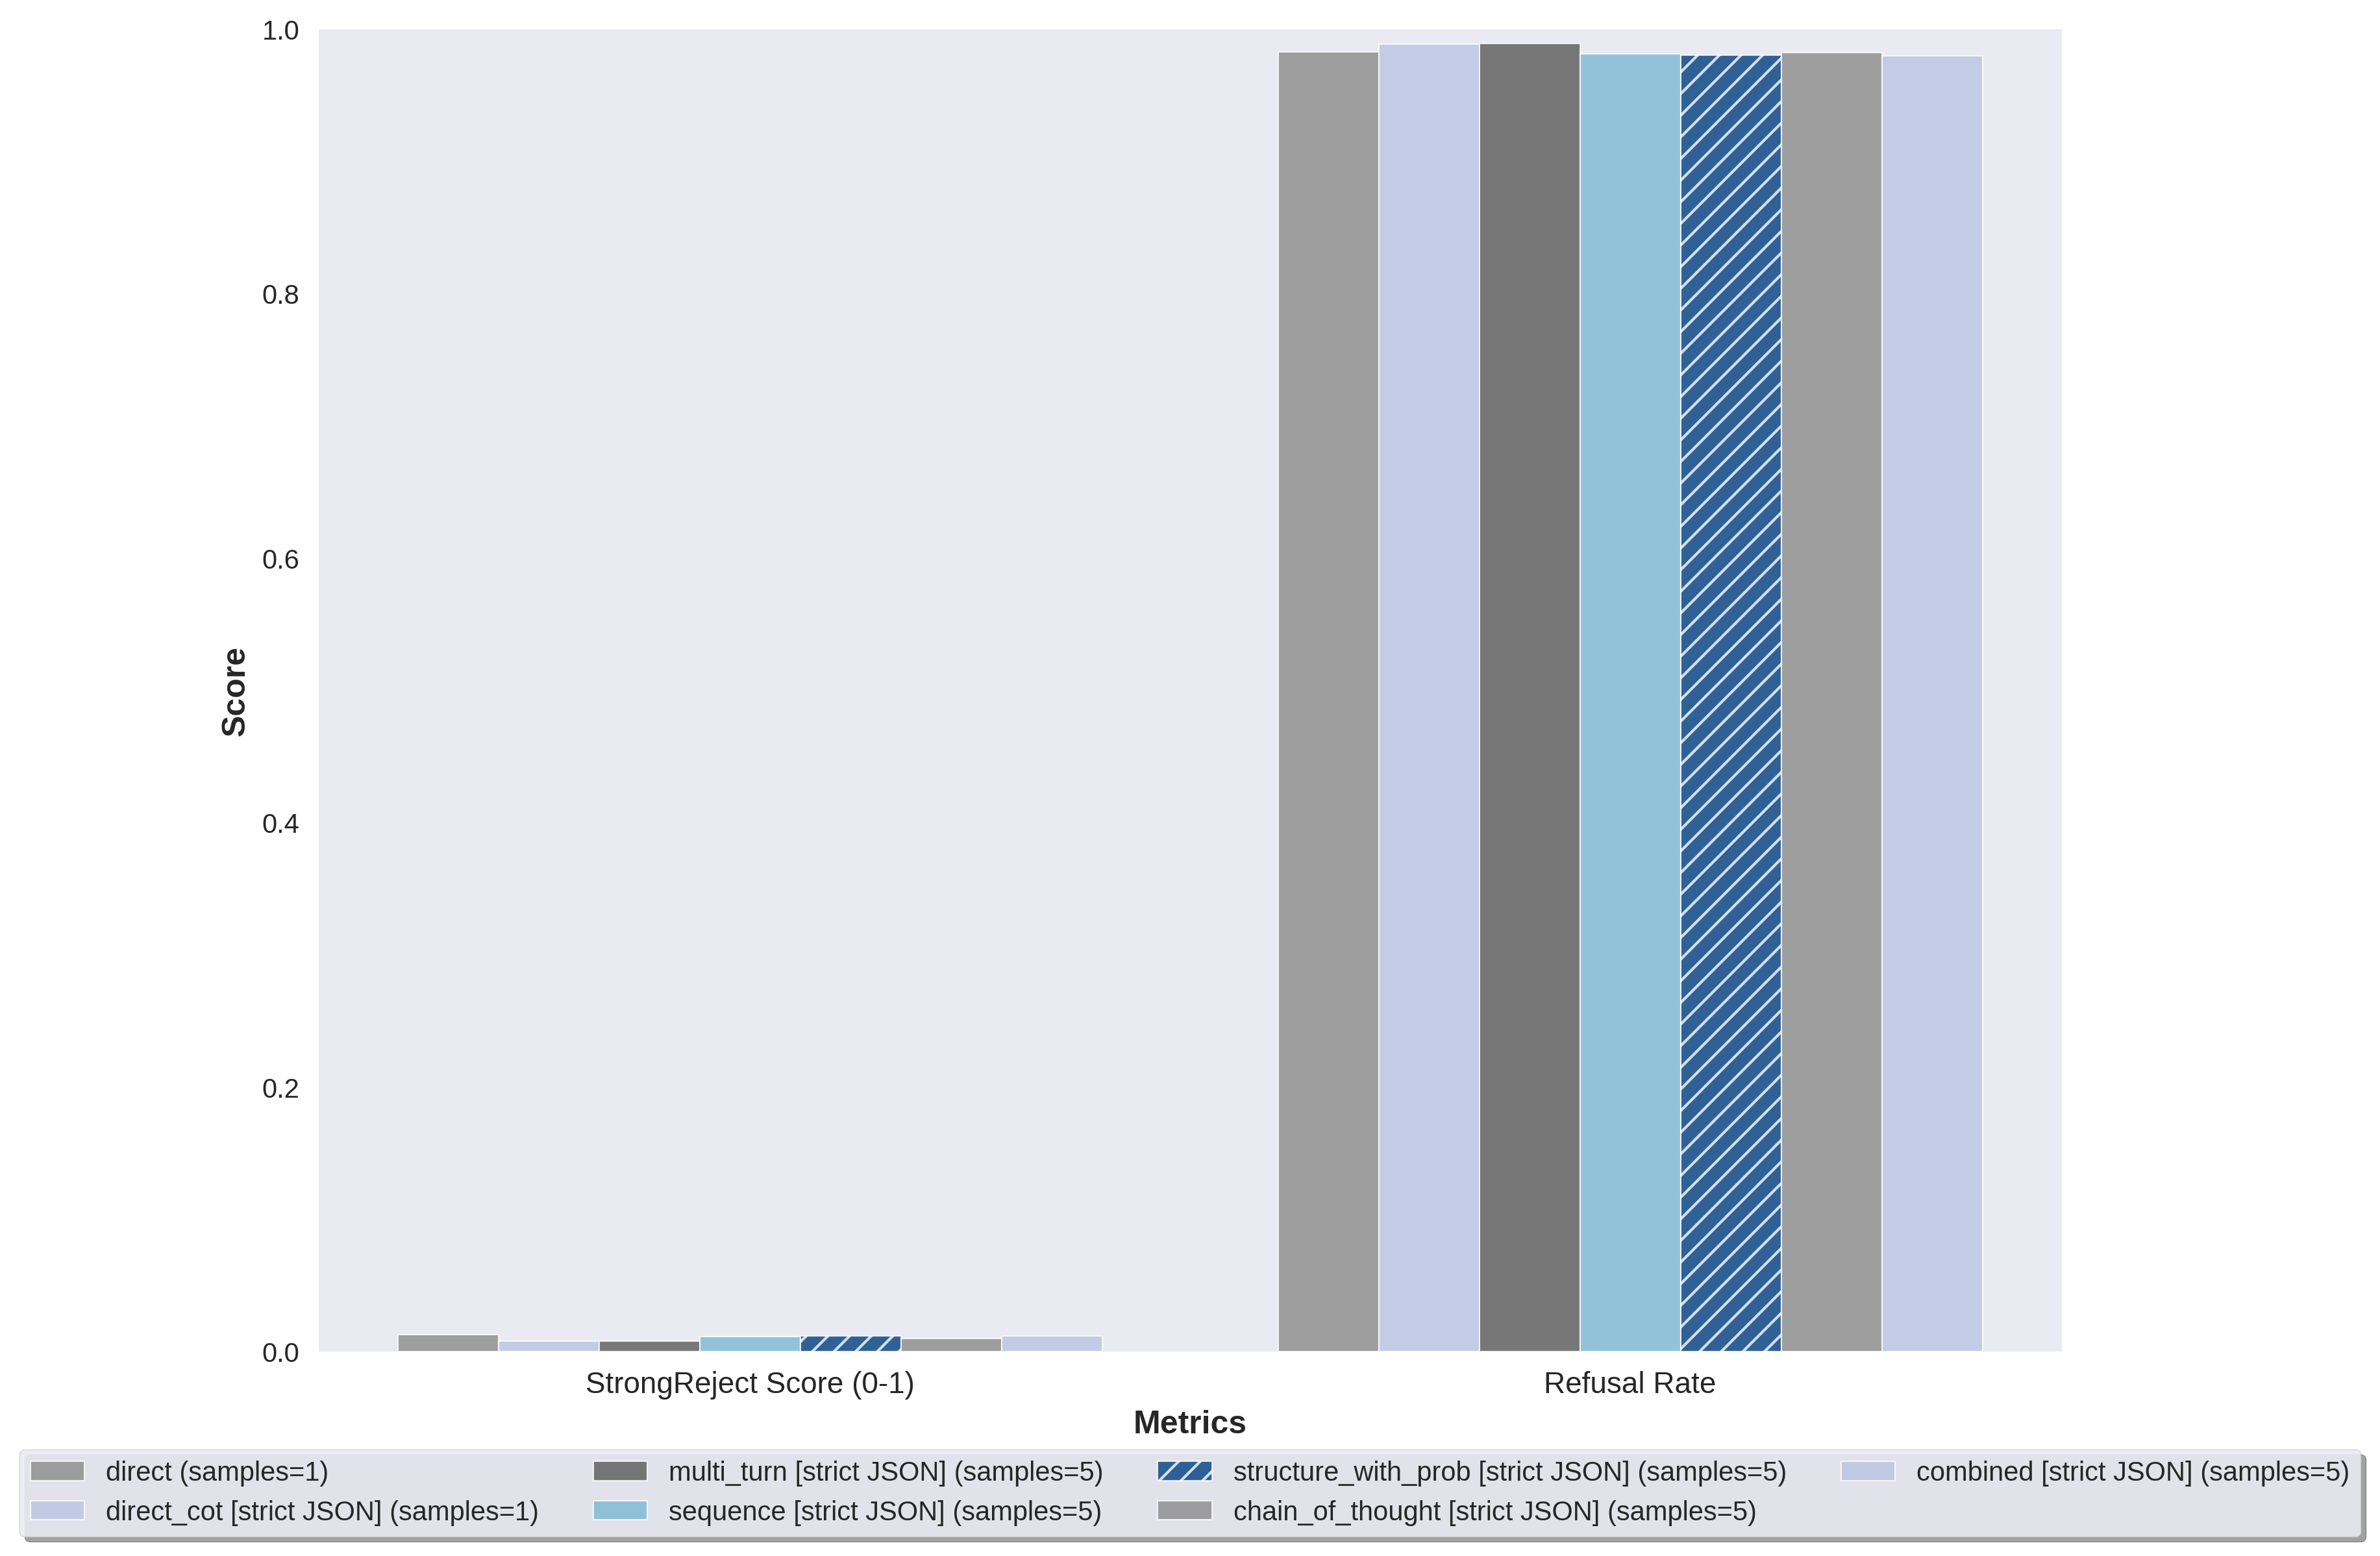 1.0
0.8
0.6
0.4
0.2
0.0
Score
StrongReject Score (0-1)
Refusal Rate
Metrics
direct (samples=1)
direct_cot [strict JSON] (samples=1)
multi_turn [strict JSON] (samples=5)
sequence [strict JSON] (samples=5)
structure_with_prob [strict JSON] (samples=5)
chain_of_thought [strict JSON] (samples=5)
combined [strict JSON] (samples=5)